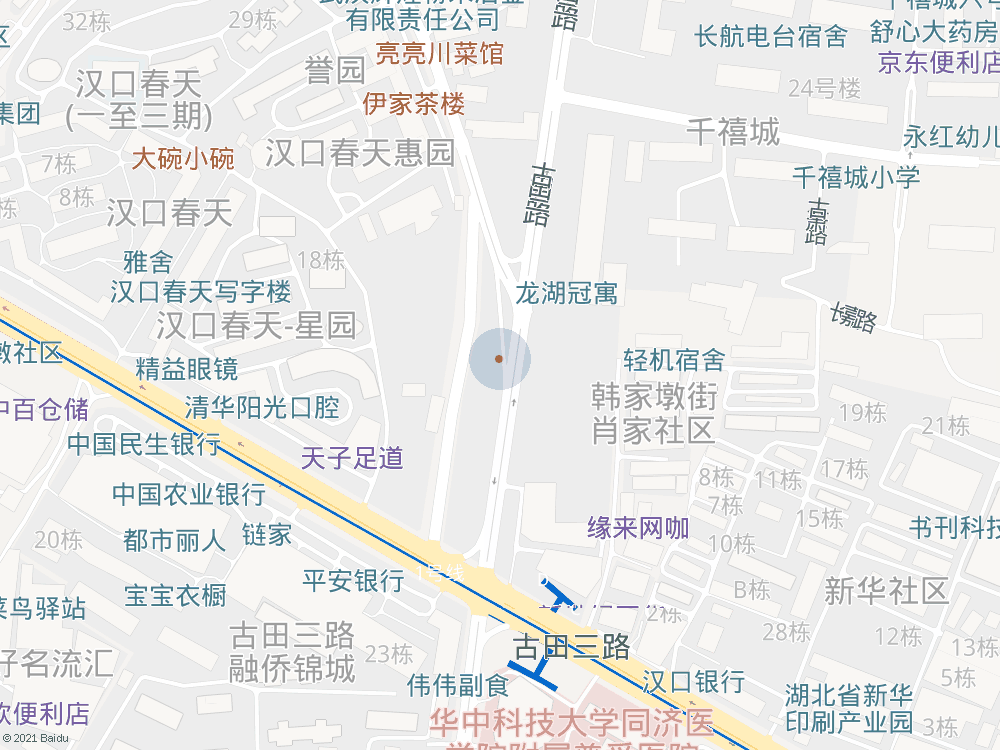 32栋
29栋
有限责任公司
古田三路
长航电台宿舍
舒心大药房
京东便利店
亮亮川菜馆
誉园
汉口春天
(一至三期)
伊家茶楼
24号楼
集团
千禧城
永红幼儿
7栋
大碗小碗
汉口春天惠园
千禧城小学
8栋
汉口春天
古田三路
雅舍
18栋
汉口春天写字楼
龙湖冠寓
汉口春天-星园
长嘉路
墩社区
精益眼镜
轻机宿舍
韩家墩街
肖家社区
中百仓储
清华阳光口腔
19栋
21栋
中国民生银行
天子足道
8栋
11栋
17栋
中国农业银行
7栋
15栋
缘来网咖
书刊科技
20栋
都市丽人
链家
10栋
平安银行
1号线
宝宝衣橱
B栋
新华社区
菜鸟驿站
2栋
古田三路
融侨锦城
23栋
古田三路
28栋
12栋
13栋
子名流汇
5栋
伟伟副食
汉口银行
湖北省新华
印刷产业园
便利店
华中科技大学同济医
3栋
© 2021 Baidu